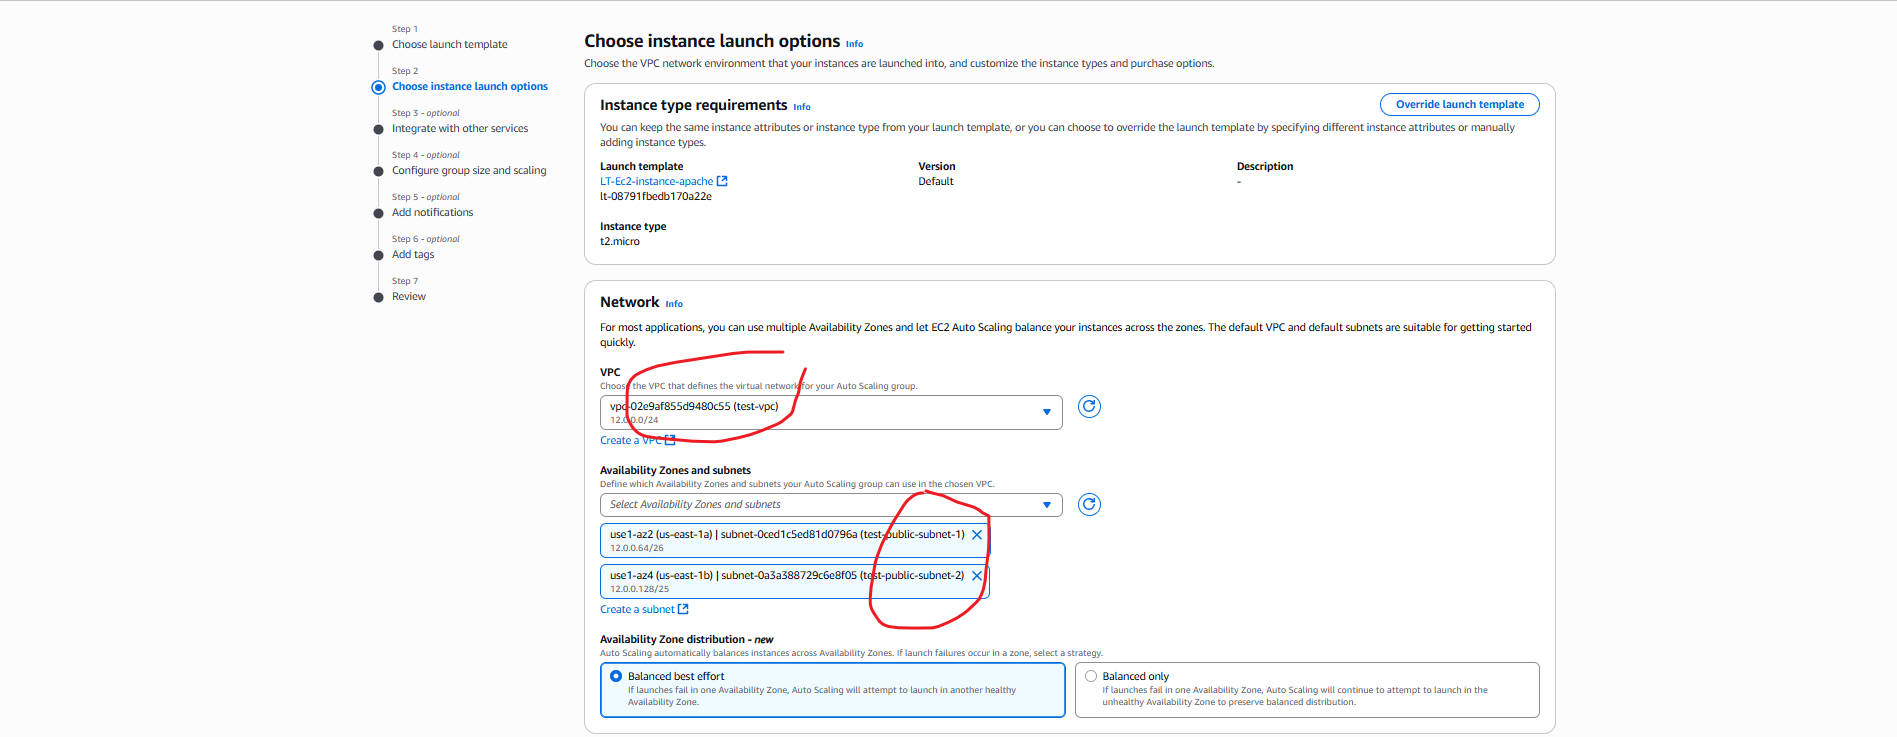 Step 1
Choose launch template
Step 2
Choose instance launch options
Step 3 - optional
Integrate with other services
Step 4 - optional
Configure group size and scaling
Step 5 - optional
Add notifications
Step 6 - optional
Add tags
Step 7
Review
Choose instance launch options Info
Choose the VPC network environment that your instances are launched into, and customize the instance types and purchase options.
Instance type requirements Info
Override launch template
You can keep the same instance attributes or instance type from your launch template, or you can choose to override the launch template by specifying different instance attributes or manually
adding instance types.
Launch template
LT-Ec2-instance-apache
lt-08791fbedb170a22e
Version
Default
Description
-
Instance type
t2.micro
Network Info
For most applications, you can use multiple Availability Zones and let EC2 Auto Scaling balance your instances across the zones. The default VPC and default subnets are suitable for getting started
quickly.
VPC
Choose the VPC that defines the virtual network for your Auto Scaling group.
vpc-02e9af855d9480c55 (test-vpc)
12.0.0.0/24
Create a VPC
Availability Zones and subnets
Define which Availability Zones and subnets your Auto Scaling group can use in the chosen VPC.
Select Availability Zones and subnets
use1-az2 (us-east-1a) | subnet-0ced1c5ed81d0796a (test-public-subnet-1)
12.0.0.64/26
use1-az4 (us-east-1b) | subnet-0a3a388729c6e8f05 (test-public-subnet-2)
12.0.0.128/25
Create a subnet
Availability Zone distribution - new
Auto Scaling automatically balances instances across Availability Zones. If launch failures occur in a zone, select a strategy.
Balanced best effort
If launches fail in one Availability Zone, Auto Scaling will attempt to launch in another healthy
Availability Zone.
Balanced only
If launches fail in one Availability Zone, Auto Scaling will continue to attempt to launch in the
unhealthy Availability Zone to preserve balanced distribution.